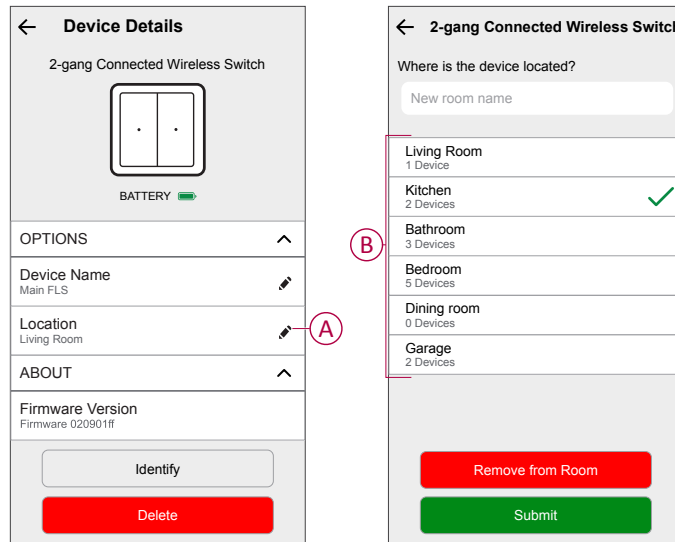 Device Details
2-gang Connected Wireless Switch
BATTERY
OPTIONS
Device Name
Main FLS
Location
Living Room
A
ABOUT
Firmware Version
Firmware 020901ff
Identify
Delete
2-gang Connected Wireless Switch
Where is the device located?
New room name
B
Living Room
1 Device
Kitchen
2 Devices
Bathroom
3 Devices
Bedroom
5 Devices
Dining room
0 Devices
Garage
2 Devices
Remove from Room
Submit